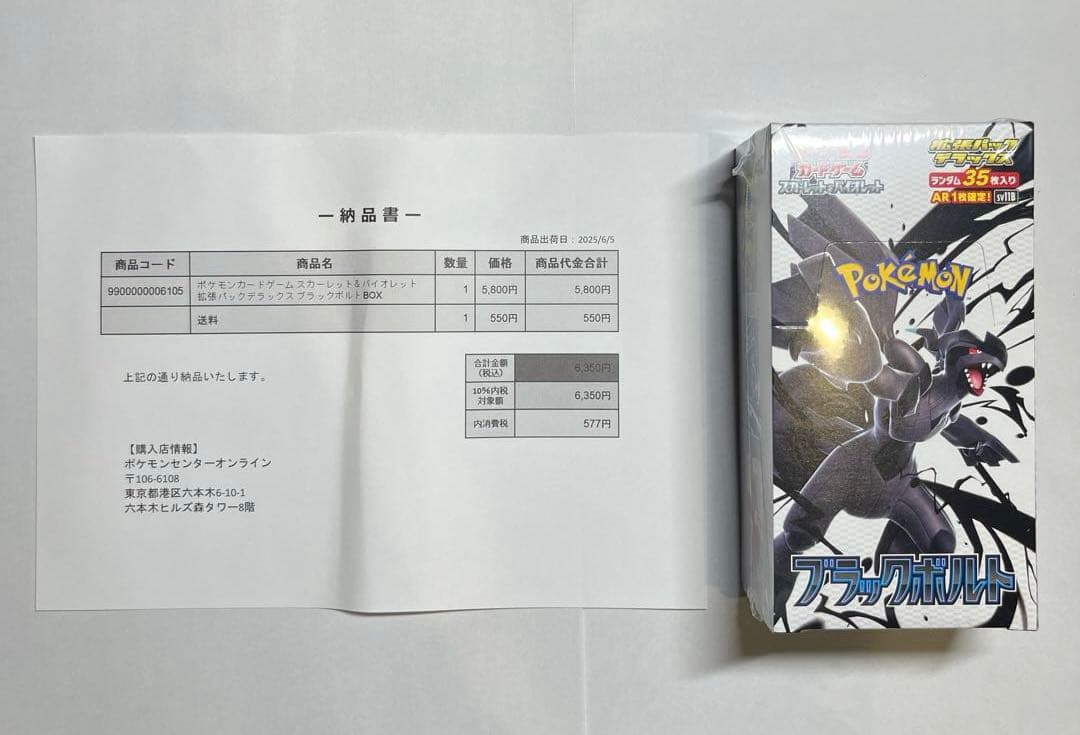 ― 納品書 ―
商品出荷日：2025/6/5
商品コード 商品名 数量 価格 商品代金合計
9900000006105 ポケモンカードゲーム スカーレット&バイオレット 1 5,800円 5,800円
拡張パックデラックス ブラックボルトBOX
送料 1 550円 550円
合計金額
（税込） 6,350円
10%内税
対象額 6,350円
内消費税 577円
上記の通り納品いたします。
【購入店情報】
ポケモンセンターオンライン
〒106-6108
東京都港区六本木6-10-1
六本木ヒルズ森タワー8階
カードゲーム
スカーレット&バイオレット
拡張パック
デラックス
ランダム35枚入り
AR1枚確定! sv11B
POKéMON
ブラックボルト